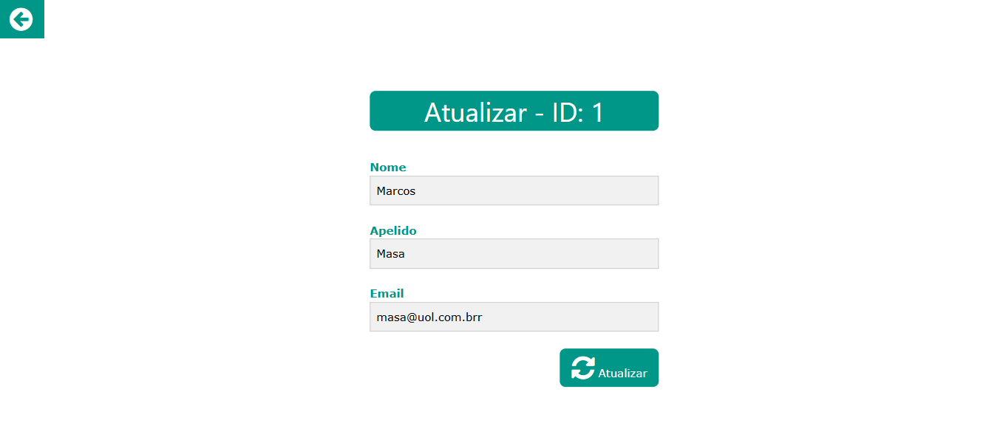 Atualizar - ID: 1
Nome
Marcos
Apelido
Masa
Email
masa@uol.com.brr
Atualizar